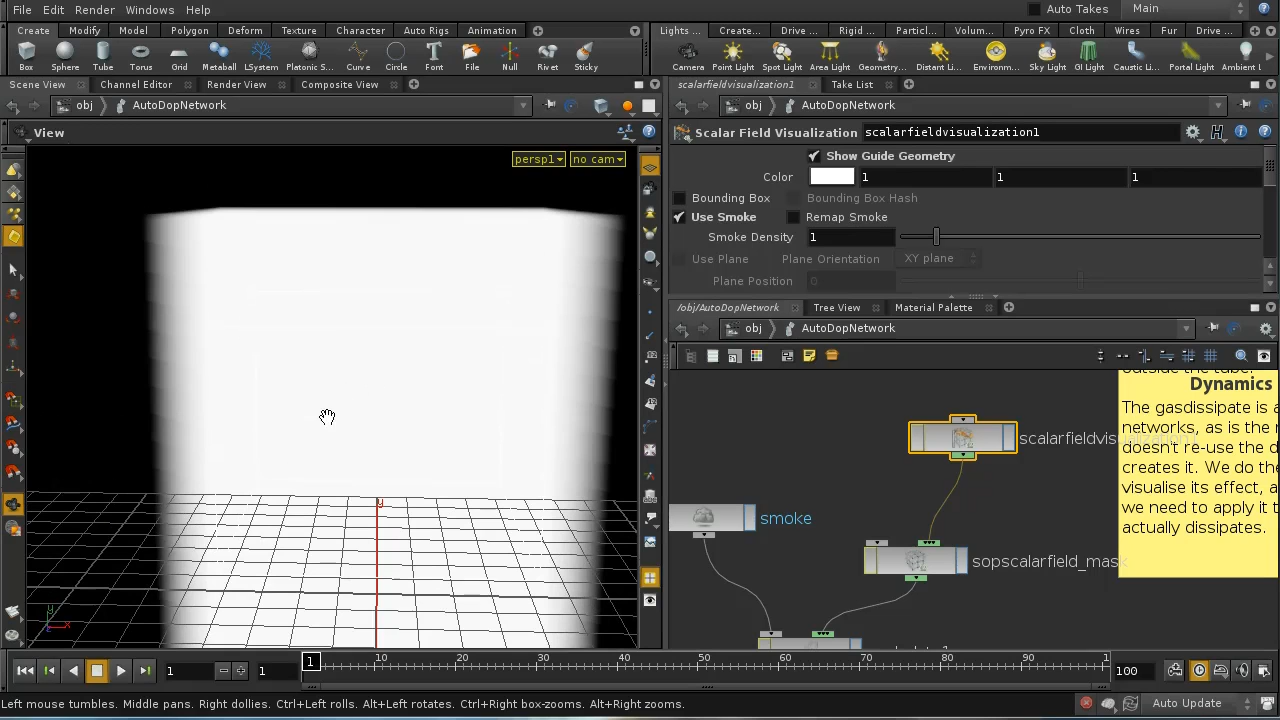 File Edit Render Windows Help Auto Takes Main
Create Modify Model Polygon Deform Texture Character Auto Rigs Animation
Lights ... Create... Drive ... Rigid ... Particl... Volum... Pyro FX Cloth Wires Fur Drive ...
Box Sphere Tube Torus Grid Metaball LSystem Platonic S... Curve Circle Font File Null Rivet Sticky
Camera Point Light Spot Light Area Light Geometry... Distant Li... Environm... Sky Light GI Light Caustic Li... Portal Light Ambient L
Scene View Channel Editor Render View Composite View
scalarfieldvisualization1 Take List
obj AutoDopNetwork
obj AutoDopNetwork
View
Scalar Field Visualization scalarfieldvisualization1
persp1 no cam
Show Guide Geometry
Color 1 1 1
Bounding Box Bounding Box Hash
Use Smoke Remap Smoke
Smoke Density 1
Use Plane Plane Orientation XY plane
Plane Position 0
/obj/AutoDopNetwork Tree View Material Palette
obj AutoDopNetwork
outside the tube.
Dynamics
The gasdissipate is a
networks, as is the
doesn't re-use the d
creates it. We do the
visualise its effect, a
we need to apply it t
actually dissipates.
scalarfieldvis
smoke
sopscalarfield_mask
y
y
x
z
1 1 1 10 20 30 40 50 60 70 80 90 1 100
Left mouse tumbles. Middle pans. Right dollies. Ctrl+Left rolls. Alt+Left rotates. Ctrl+Right box-zooms. Alt+Right zooms. Auto Update